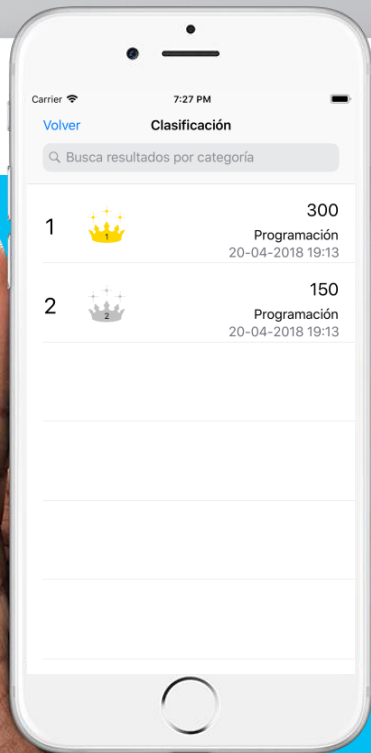 Carrier 7:27 PM
Volver Clasificación
Busca resultados por categoría
1 1 300
Programación
20-04-2018 19:13
2 2 150
Programación
20-04-2018 19:13